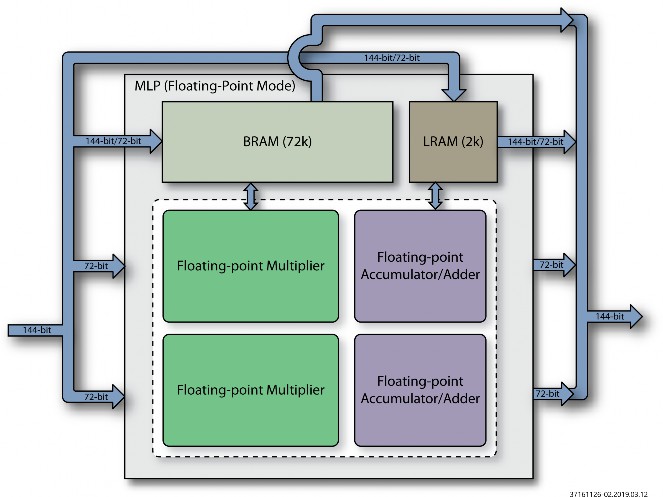 144-bit/72-bit
MLP (Floating-Point Mode)
144-bit/72-bit
BRAM (72k)
LRAM (2k)
144-bit/72-bit
Floating-point Multiplier
Floating-point
Accumulator/Adder
72-bit
72-bit
144-bit
144-bit
Floating-point Multiplier
Floating-point
Accumulator/Adder
72-bit
72-bit
37161126-02.2019.03.12